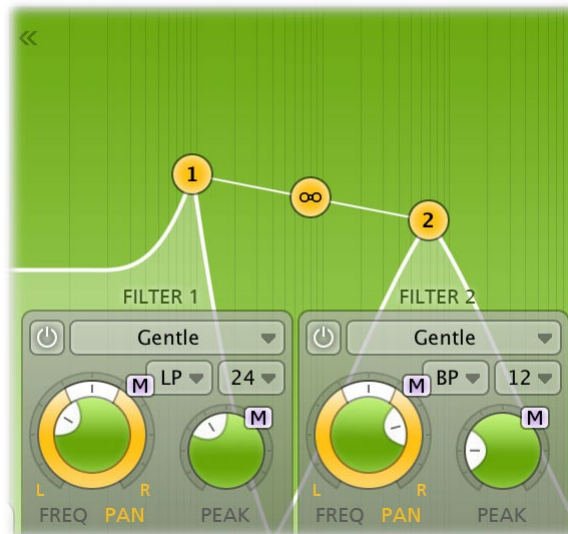 1
2
FILTER 1 FILTER 2
Gentle Gentle
LP 24 BP 12
M M
M M
L R L R
FREQ PAN PEAK FREQ PAN PEAK